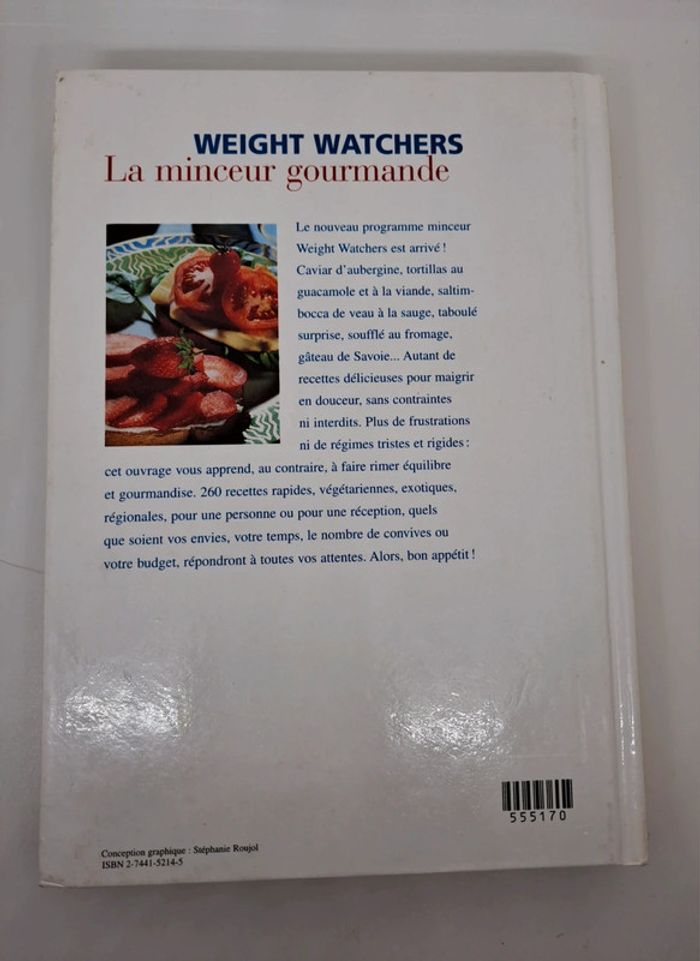 WEIGHT WATCHERS
La minceur gourmande
Le nouveau programme minceur
Weight Watchers est arrivé !
Caviar d'aubergine, tortillas au
guacamole et à la viande, saltim-
bocca de veau à la sauge, taboulé
surprise, soufflé au fromage,
gâteau de Savoie... Autant de
recettes délicieuses pour maigrir
en douceur, sans contraintes
ni interdits. Plus de frustrations
ni de régimes tristes et rigides :
cet ouvrage vous apprend, au contraire, à faire rimer équilibre
et gourmandise. 260 recettes rapides, végétariennes, exotiques,
régionales, pour une personne ou pour une réception, quels
que soient vos envies, votre temps, le nombre de convives ou
votre budget, répondront à toutes vos attentes. Alors, bon appétit !
555170
Conception graphique : Stéphanie Roujol
ISBN 2-7441-5214-5